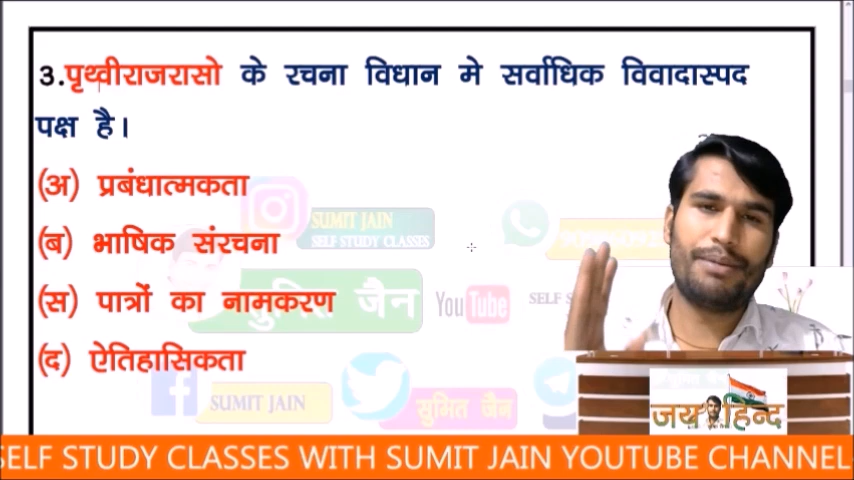 3.पृथ्वीराजरासो के रचना विधान मे सर्वाधिक विवादास्पद
पक्ष है।
(अ) प्रबंधात्मकता
(ब) भाषिक संरचना
(स) पात्रों का नामकरण
(द) ऐतिहासिकता
SUMIT JAIN
SELF STUDY CLASSES
सुमित जैन
YouTube
SELF
SUMIT JAIN
सुमित जैन
जय हिन्द
SELF STUDY CLASSES WITH SUMIT JAIN YOUTUBE CHANNEL